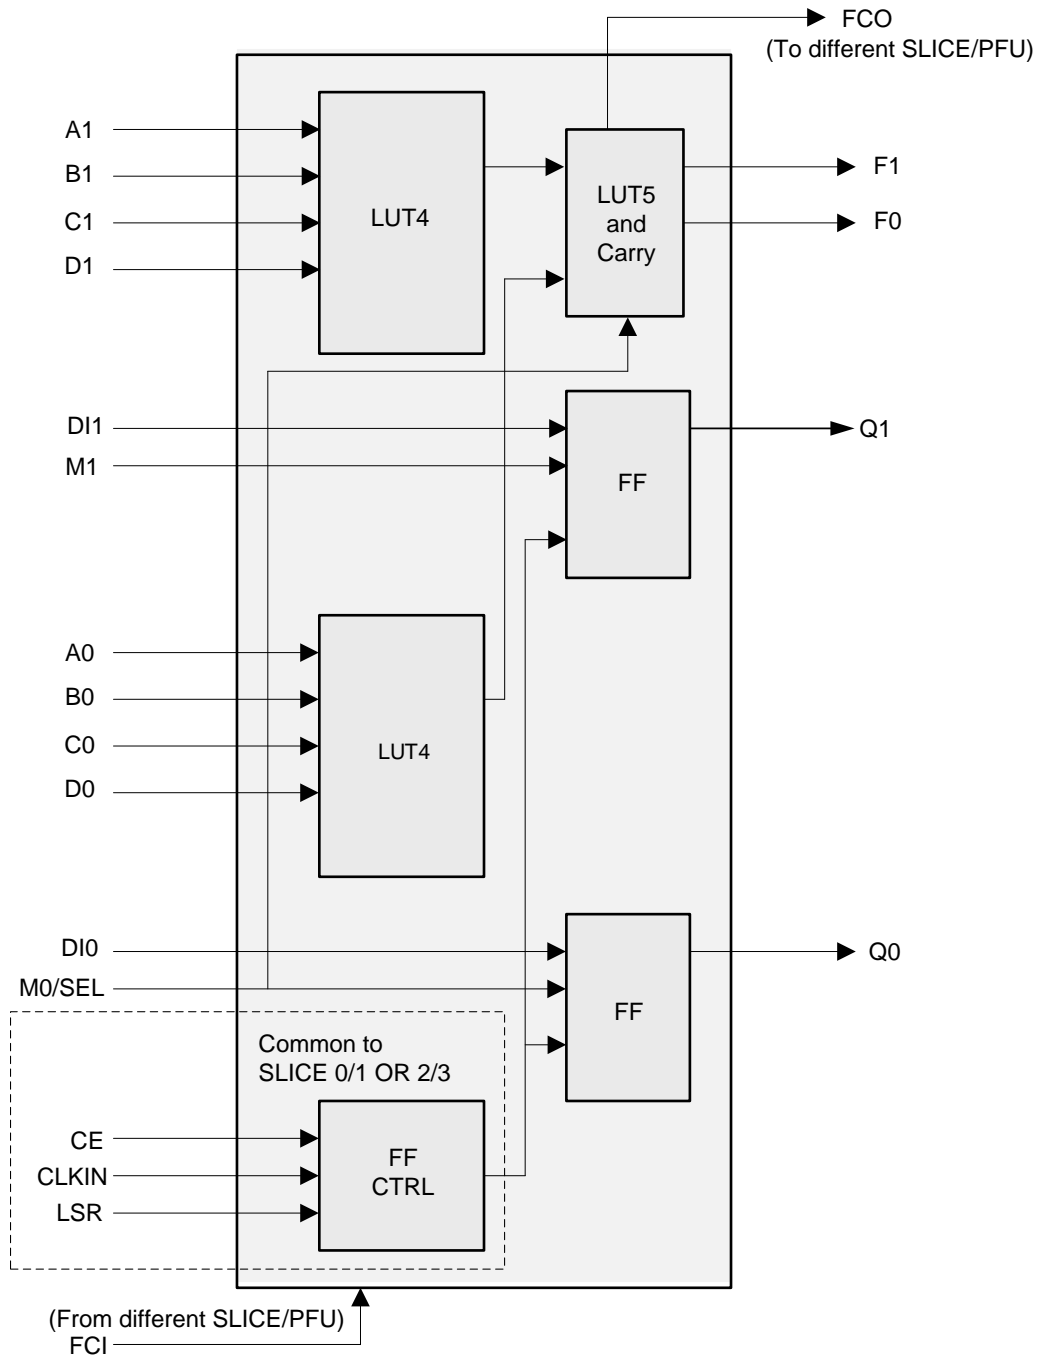 FCO
(To different SLICE/PFU)
A1
B1
C1
D1
LUT4
LUT5
and
Carry
F1
F0
DI1
M1
FF
Q1
A0
B0
C0
D0
LUT4
DI0
M0/SEL
FF
Q0
Common to
SLICE 0/1 OR 2/3
CE
CLKIN
LSR
FF
CTRL
(From different SLICE/PFU)
FCI